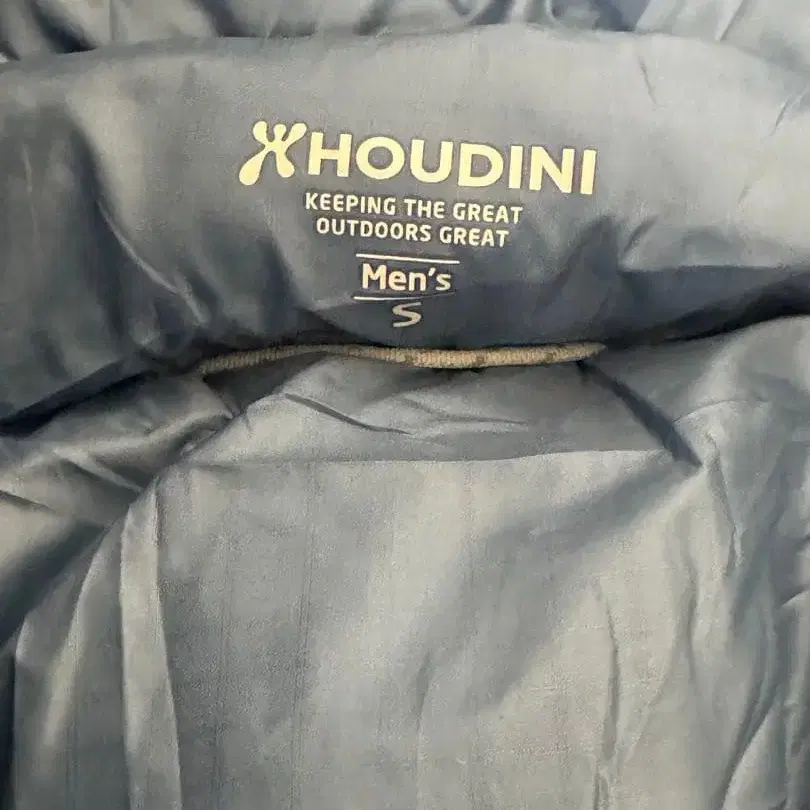 HOUDINI
KEEPING THE GREAT
OUTDOORS GREAT
Men's
S